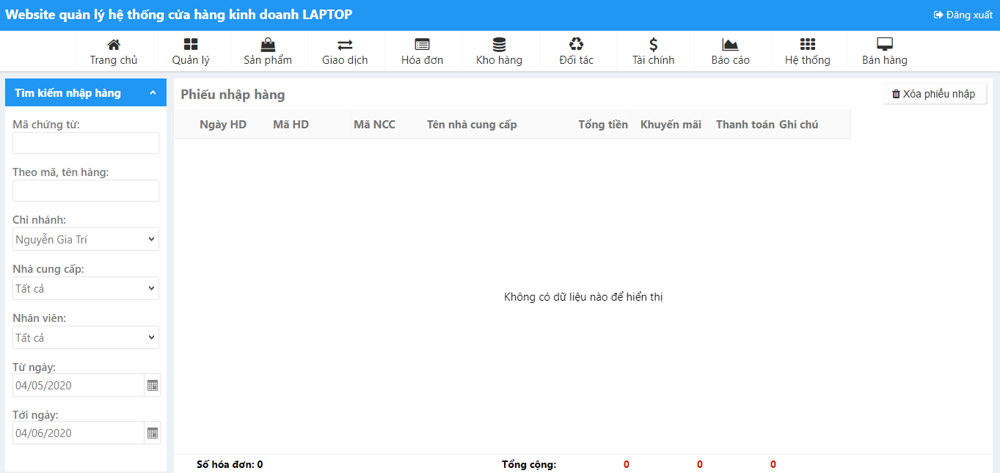 Website quản lý hệ thống cửa hàng kinh doanh LAPTOP
Đăng xuất
Trang chủ Quản lý Sản phẩm Giao dịch Hóa đơn Kho hàng Đối tác Tài chính Báo cáo Hệ thống Bán hàng
Tìm kiếm nhập hàng
Mã chứng từ:
Theo mã, tên hàng:
Chi nhánh:
Nguyễn Gia Trí
Nhà cung cấp:
Tất cả
Nhân viên:
Tất cả
Từ ngày:
04/05/2020
Tới ngày:
04/06/2020
Phiếu nhập hàng
Xóa phiếu nhập
Ngày HD Mã HD Mã NCC Tên nhà cung cấp Tổng tiền Khuyến mãi Thanh toán Ghi chú
Không có dữ liệu nào để hiển thị
Số hóa đơn: 0 Tổng cộng: 0 0 0